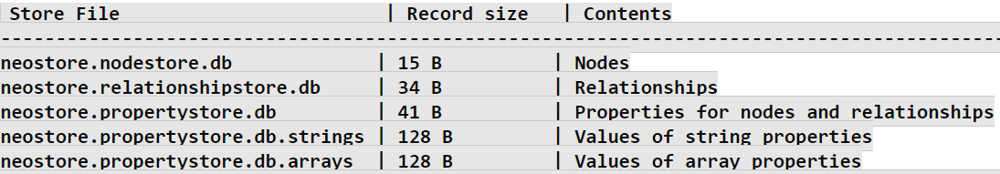 Store File | Record size | Contents
-----------------------------------------------------------------------------------------
neostore.nodestore.db | 15 B | Nodes
neostore.relationshipstore.db | 34 B | Relationships
neostore.propertystore.db | 41 B | Properties for nodes and relationships
neostore.propertystore.db.strings | 128 B | Values of string properties
neostore.propertystore.db.arrays | 128 B | Values of array properties